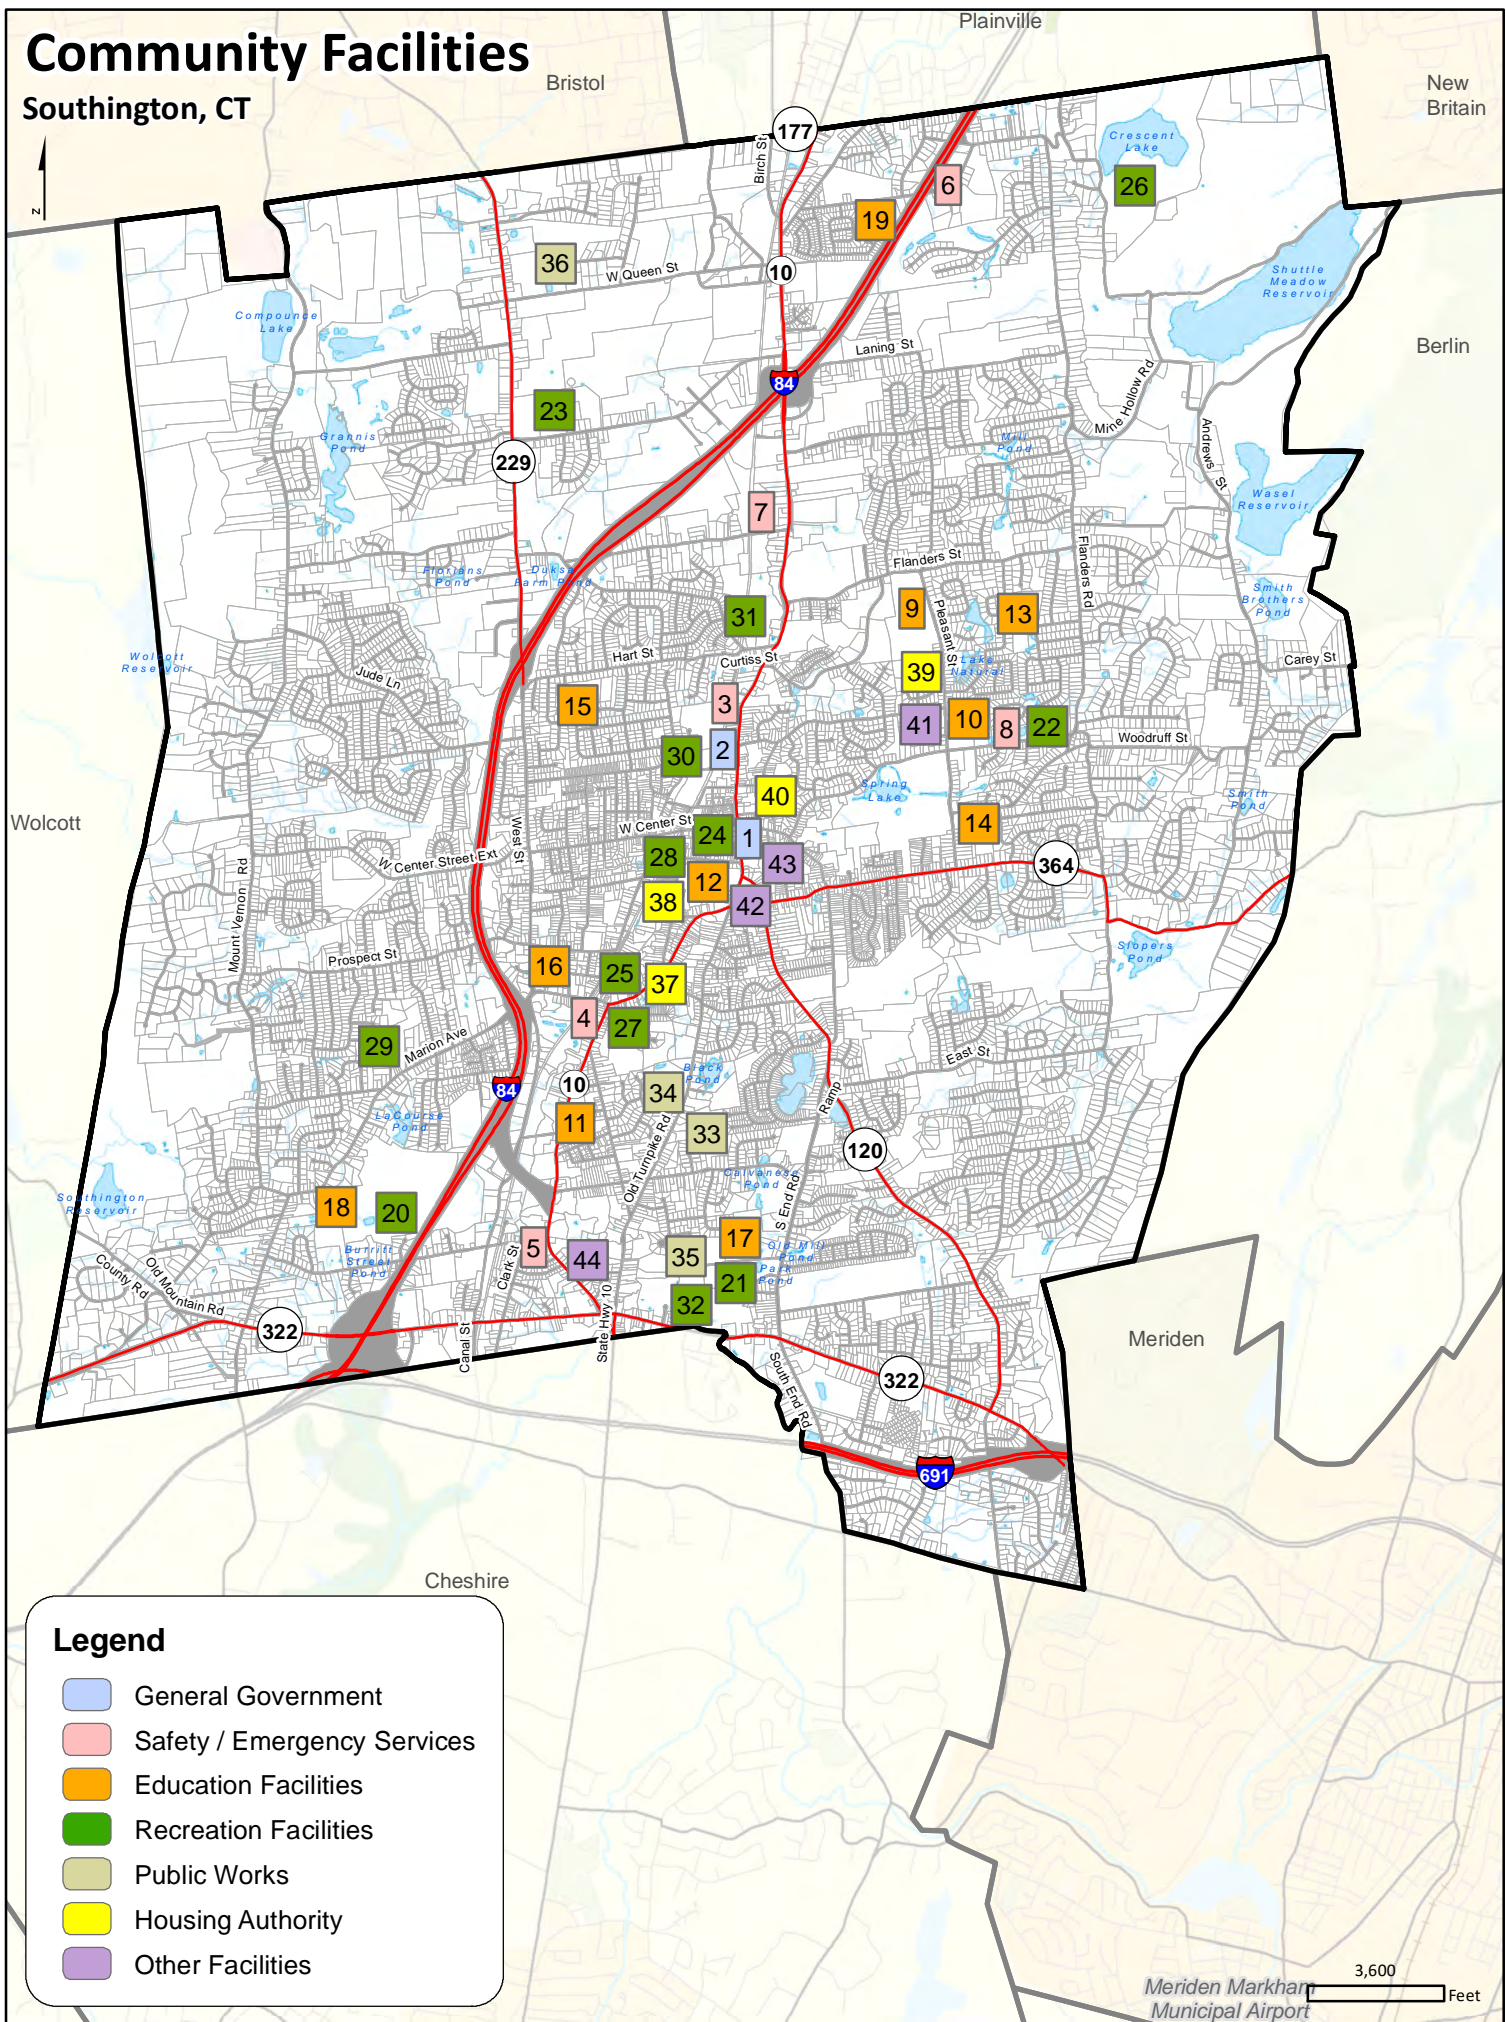 Community Facilities
Southington, CT
Plainville
Bristol
New
Britain
N
177
Birch St
Crescent
Lake
6
26
19
36
W Queen St
10
Shuttle
Meadow
Reservoir
Compounce
Lake
Laning St
Berlin
84
Mine Hollow Rd
23
Grannis
Pond
229
Mill
Pond
Andrews St
Wasel
Reservoir
7
Flanders St
Flanders Rd
Florians
Pond
Duksa
Farm Pond
Smith
Brothers
Pond
31
9
Pleasant St
13
Hart St
Curtiss St
Wolcott
Reservoir
Jude Ln
39
Lake
Natural
Carey St
15
3
41
10
8
22
Woodruff St
30
2
Spring
Lake
40
Smith
Pond
Wolcott
West St
W Center St
24
1
14
W Center Street Ext
28
43
364
12
38
42
Mount Vernon Rd
Prospect St
16
25
37
Slopers
Pond
4
27
29
Marion Ave
East St
Black
Pond
84
10
34
Ramp
LaCourse
Pond
11
33
120
Old Turnpike Rd
Calvanese
Pond
Southington
Reservoir
18
20
S End Rd
17
5
44
35
Old Mill
Pond
Park
Pond
Burritt
Street
Pond
Clark St
21
County Rd
Old Mountain Rd
32
322
State Hwy 10
Canal St
Meriden
South End Rd
322
691
Cheshire
Legend
General Government
Safety / Emergency Services
Education Facilities
Recreation Facilities
Public Works
Housing Authority
Other Facilities
3,600
Feet
Meriden Markham
Municipal Airport